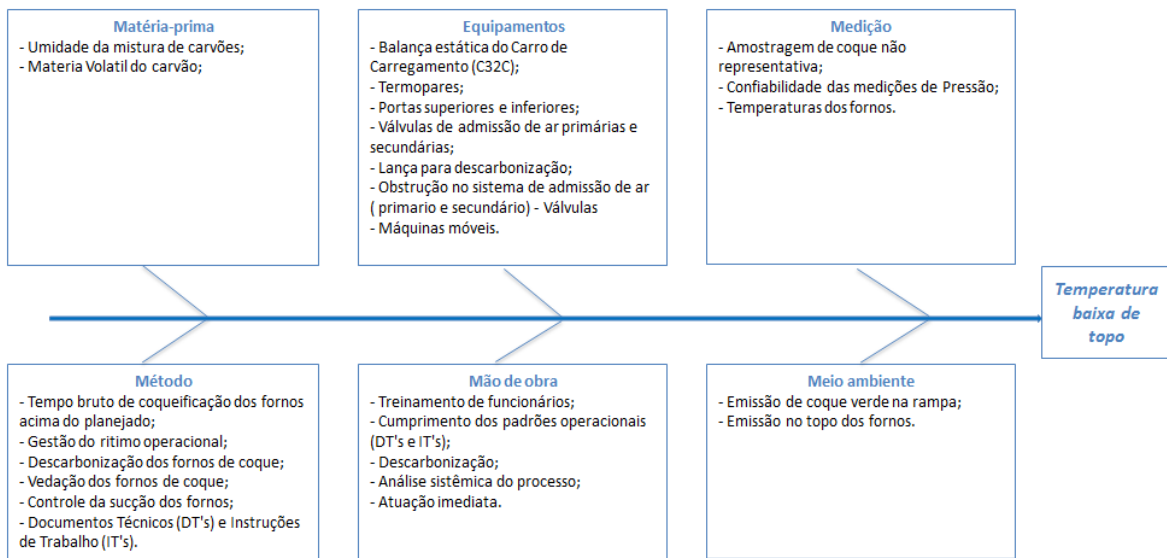 Matéria-prima
- Umidade da mistura de carvões;
- Materia Volatil do carvão;
Equipamentos
- Balança estática do Carro de
Carregamento (C32C);
- Termopares;
- Portas superiores e inferiores;
- Válvulas de admissão de ar primárias e
secundárias;
- Lança para descarbonização;
- Obstrução no sistema de admissão de ar
( primario e secundário) - Válvulas
- Máquinas móveis.
Medição
- Amostragem de coque não
representativa;
- Confiabilidade das medições de Pressão;
- Temperaturas dos fornos.
Temperatura
baixa de
topo
Método
- Tempo bruto de coqueificação dos fornos
acima do planejado;
- Gestão do ritimo operacional;
- Descarbonização dos fornos de coque;
- Vedação dos fornos de coque;
- Controle da sucção dos fornos;
- Documentos Técnicos (DT's) e Instruções
de Trabalho (IT's).
Mão de obra
- Treinamento de funcionários;
- Cumprimento dos padrões operacionais
(DT's e IT's);
- Descarbonização;
- Análise sistêmica do processo;
- Atuação imediata.
Meio ambiente
- Emissão de coque verde na rampa;
- Emissão no topo dos fornos.